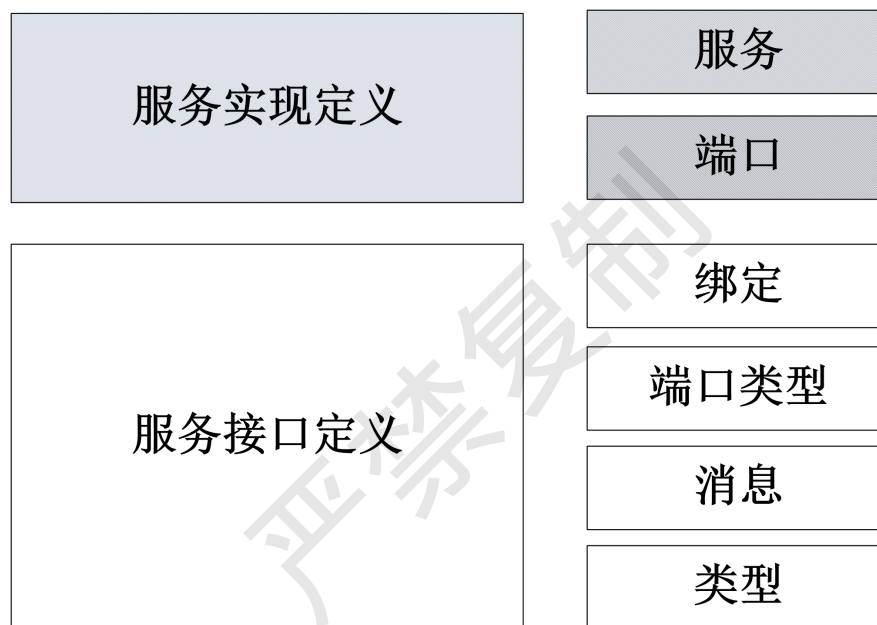 服务实现定义
服务
端口
服务接口定义
绑定
端口类型
消息
类型
严禁复制